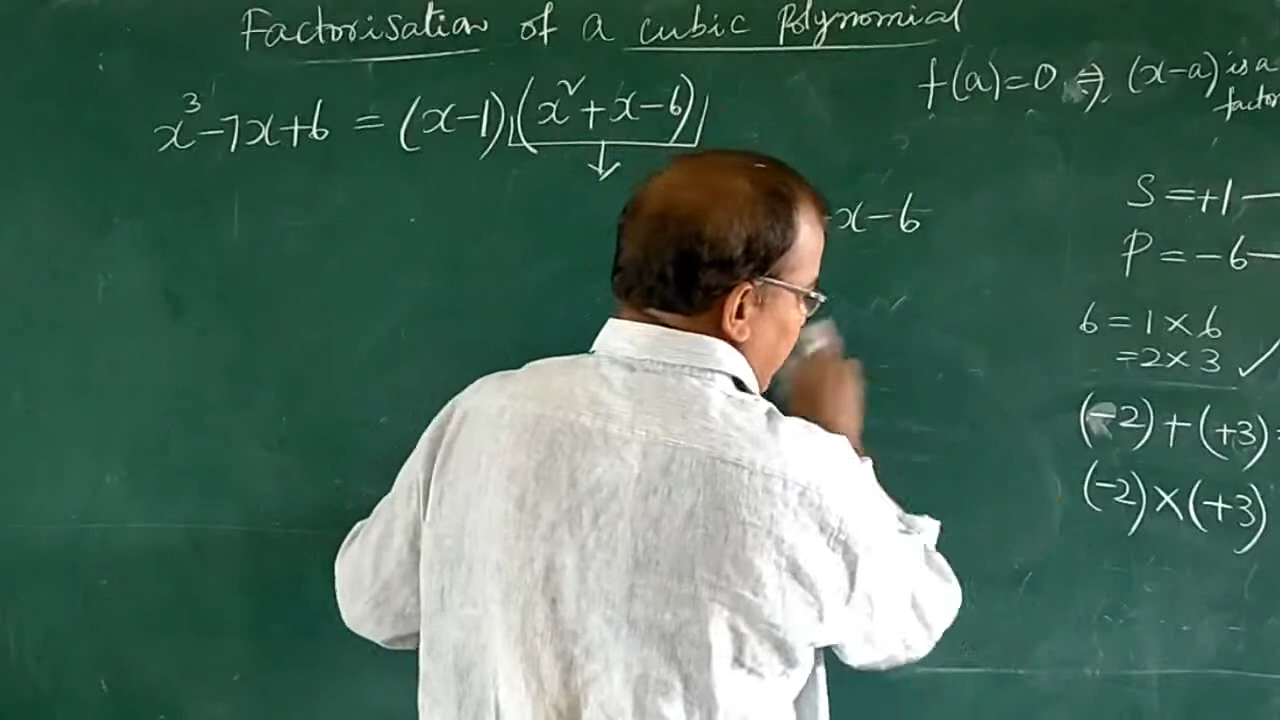 Factorisation of a cubic Polynomial
f(a)=0 ⇒ (x-a) is a factor
x³-7x+6 = (x-1)(x²+x-6)
↓
x-6
S=+1-
P=-6-
6=1×6
=2×3 ✓
(-2)+(+3)=
(-2)×(+3)